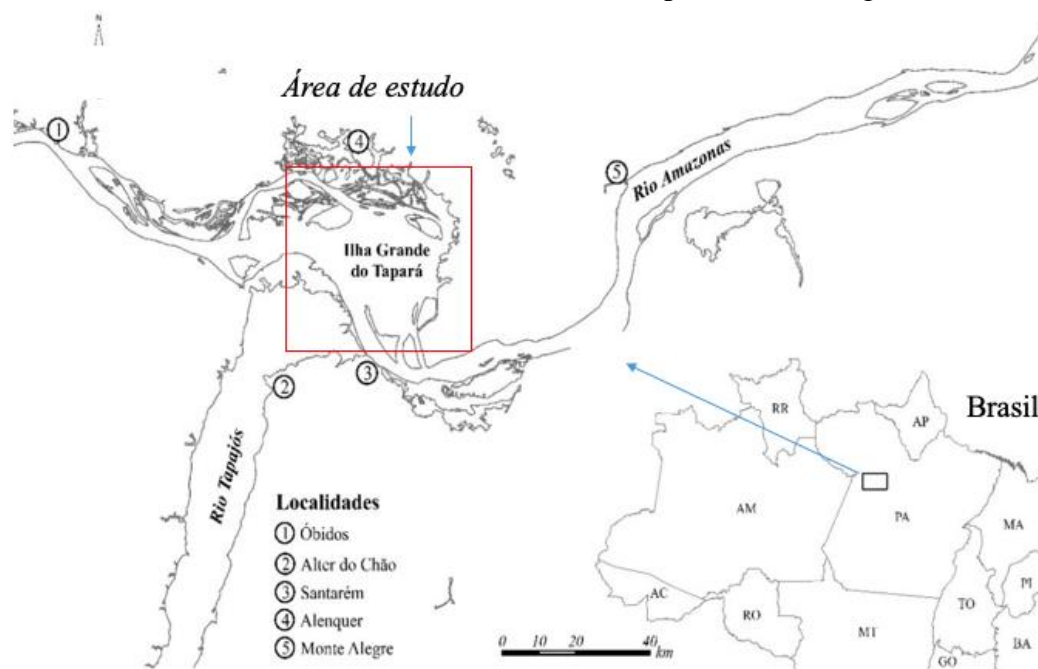 N
Área de estudo
1
4
5
Rio Amazonas
Ilha Grande
do Tapará
2
3
Rio Tapajós
Brasil
RR
AP
AM
PA
MA
PI
AC
RO
MT
TO
BA
GO
Localidades
1 Óbidos
2 Alter do Chão
3 Santarém
4 Alenquer
5 Monte Alegre
0 10 20 40
km